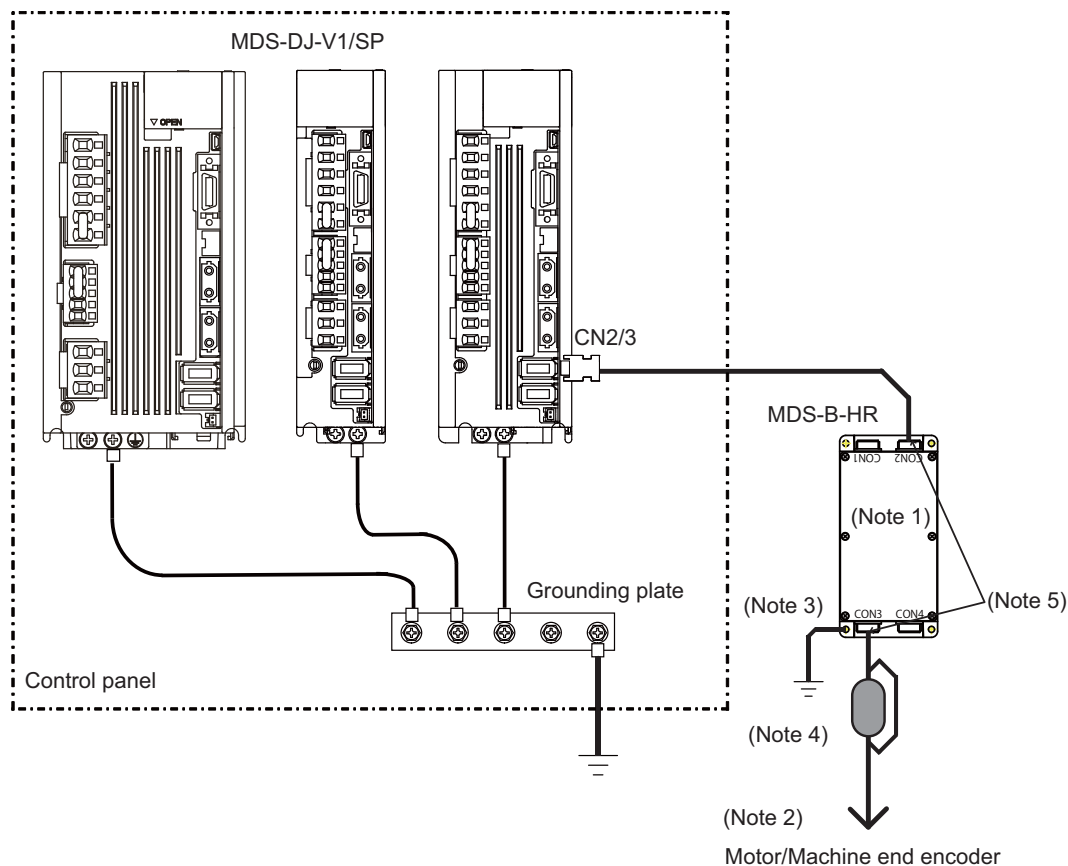 MDS-DJ-V1/SP
▽ OPEN
CN2/3
MDS-B-HR
CON1 CON2
(Note 1)
Grounding plate
(Note 3)
CON3 CON4
(Note 5)
Control panel
(Note 4)
(Note 2)
Motor/Machine end encoder